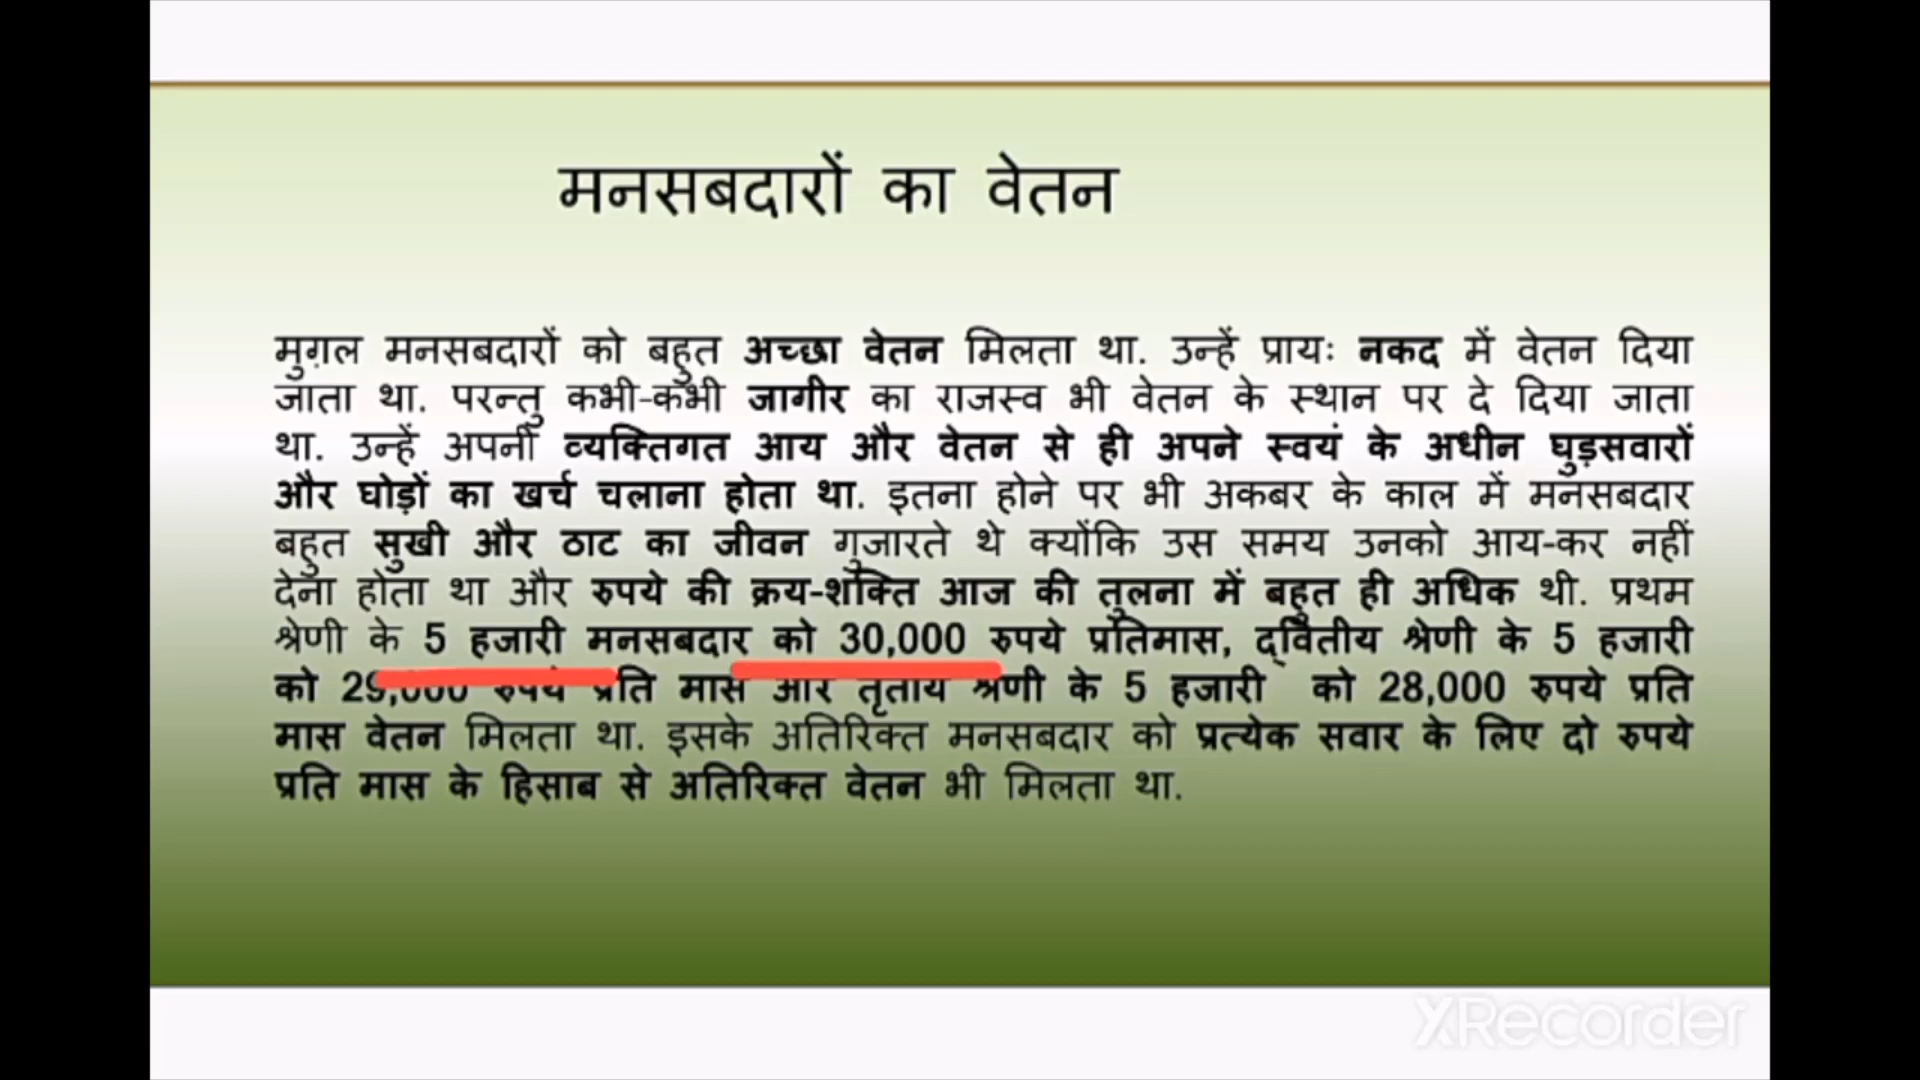 मनसबदारों का वेतन
मुग़ल मनसबदारों को बहुत अच्छा वेतन मिलता था. उन्हें प्रायः नकद में वेतन दिया
जाता था. परन्तु कभी-कभी जागीर का राजस्व भी वेतन के स्थान पर दे दिया जाता
था. उन्हें अपनी व्यक्तिगत आय और वेतन से ही अपने स्वयं के अधीन घुड़सवारों
और घोड़ों का खर्च चलाना होता था. इतना होने पर भी अकबर के काल में मनसबदार
बहुत सुखी और ठाट का जीवन गुजारते थे क्योंकि उस समय उनको आय-कर नहीं
देना होता था और रुपये की क्रय-शक्ति आज की तुलना में बहुत ही अधिक थी. प्रथम
श्रेणी के 5 हजारी मनसबदार को 30,000 रुपये प्रतिमास, द्वितीय श्रेणी के 5 हजारी
को 29,000 रुपये प्रति मास और तृतीय श्रेणी के 5 हजारी को 28,000 रुपये प्रति
मास वेतन मिलता था. इसके अतिरिक्त मनसबदार को प्रत्येक सवार के लिए दो रुपये
प्रति मास के हिसाब से अतिरिक्त वेतन भी मिलता था.
XRecorder